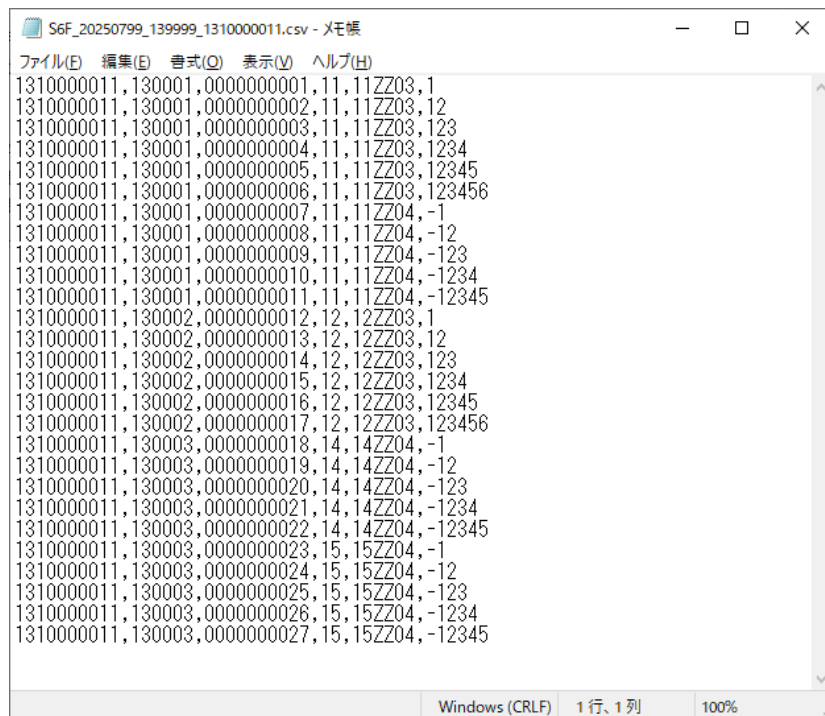 S6F_20250799_139999_1310000011.csv - メモ帳
ファイル(F) 編集(E) 書式(O) 表示(V) ヘルプ(H)
1310000011,130001,0000000001,11,11ZZ03,1
1310000011,130001,0000000002,11,11ZZ03,12
1310000011,130001,0000000003,11,11ZZ03,123
1310000011,130001,0000000004,11,11ZZ03,1234
1310000011,130001,0000000005,11,11ZZ03,12345
1310000011,130001,0000000006,11,11ZZ03,123456
1310000011,130001,0000000007,11,11ZZ04,-1
1310000011,130001,0000000008,11,11ZZ04,-12
1310000011,130001,0000000009,11,11ZZ04,-123
1310000011,130001,0000000010,11,11ZZ04,-1234
1310000011,130001,0000000011,11,11ZZ04,-12345
1310000011,130002,0000000012,12,12ZZ03,1
1310000011,130002,0000000013,12,12ZZ03,12
1310000011,130002,0000000014,12,12ZZ03,123
1310000011,130002,0000000015,12,12ZZ03,1234
1310000011,130002,0000000016,12,12ZZ03,12345
1310000011,130002,0000000017,12,12ZZ03,123456
1310000011,130003,0000000018,14,14ZZ04,-1
1310000011,130003,0000000019,14,14ZZ04,-12
1310000011,130003,0000000020,14,14ZZ04,-123
1310000011,130003,0000000021,14,14ZZ04,-1234
1310000011,130003,0000000022,14,14ZZ04,-12345
1310000011,130003,0000000023,15,15ZZ04,-1
1310000011,130003,0000000024,15,15ZZ04,-12
1310000011,130003,0000000025,15,15ZZ04,-123
1310000011,130003,0000000026,15,15ZZ04,-1234
1310000011,130003,0000000027,15,15ZZ04,-12345
Windows (CRLF) 1 行、1 列 100%